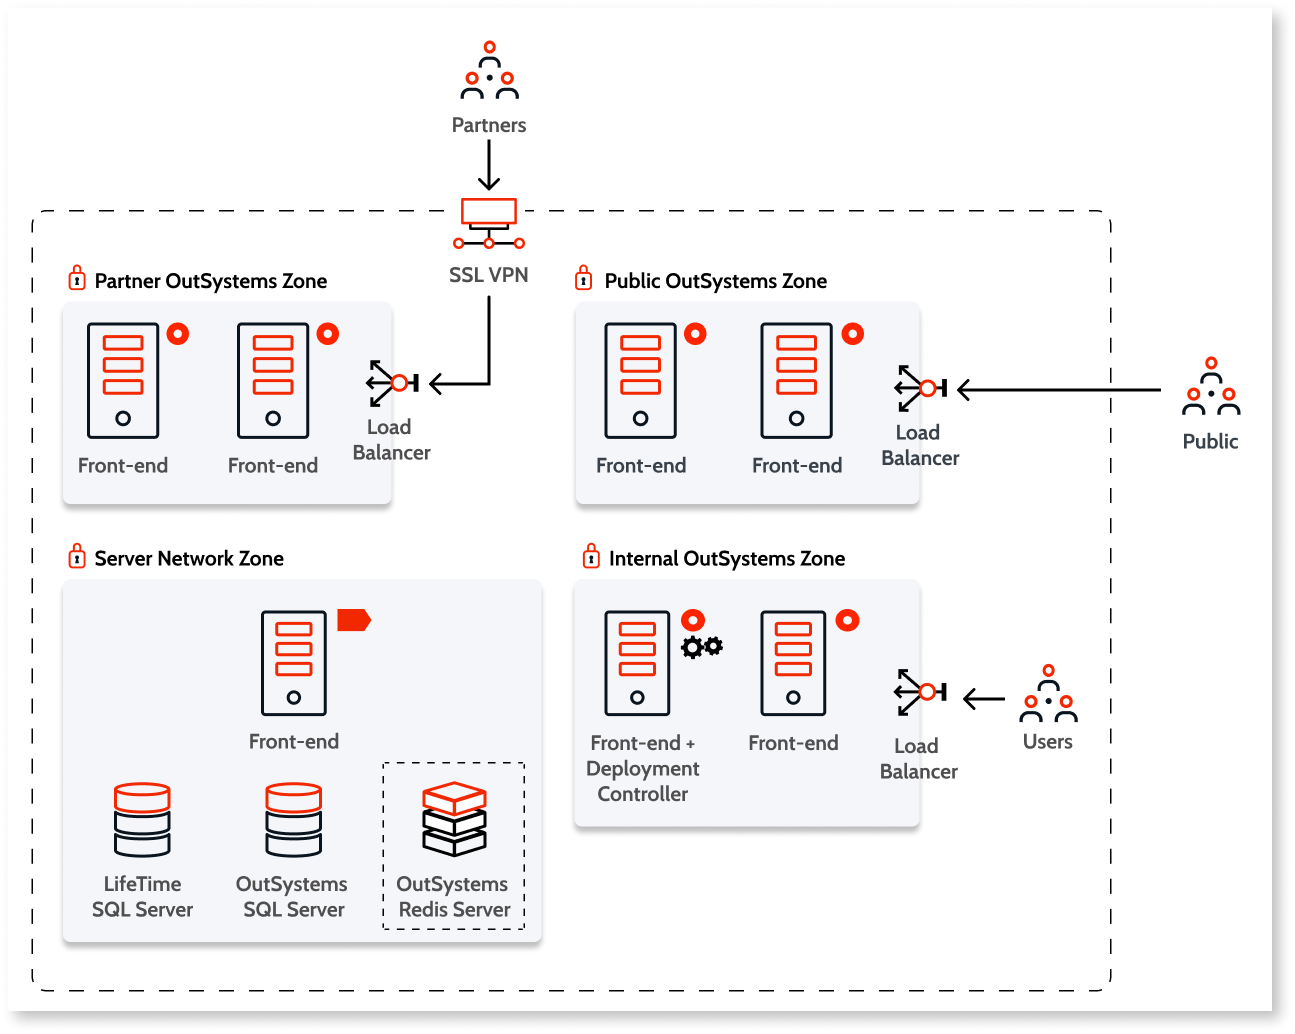 Partners
SSL VPN
Partner OutSystems Zone
Front-end
Front-end
Load
Balancer
Public OutSystems Zone
Front-end
Front-end
Load
Balancer
Public
Server Network Zone
Front-end
LifeTime
SQL Server
OutSystems
SQL Server
OutSystems
Redis Server
Internal OutSystems Zone
Front-end +
Deployment
Controller
Front-end
Load
Balancer
Users